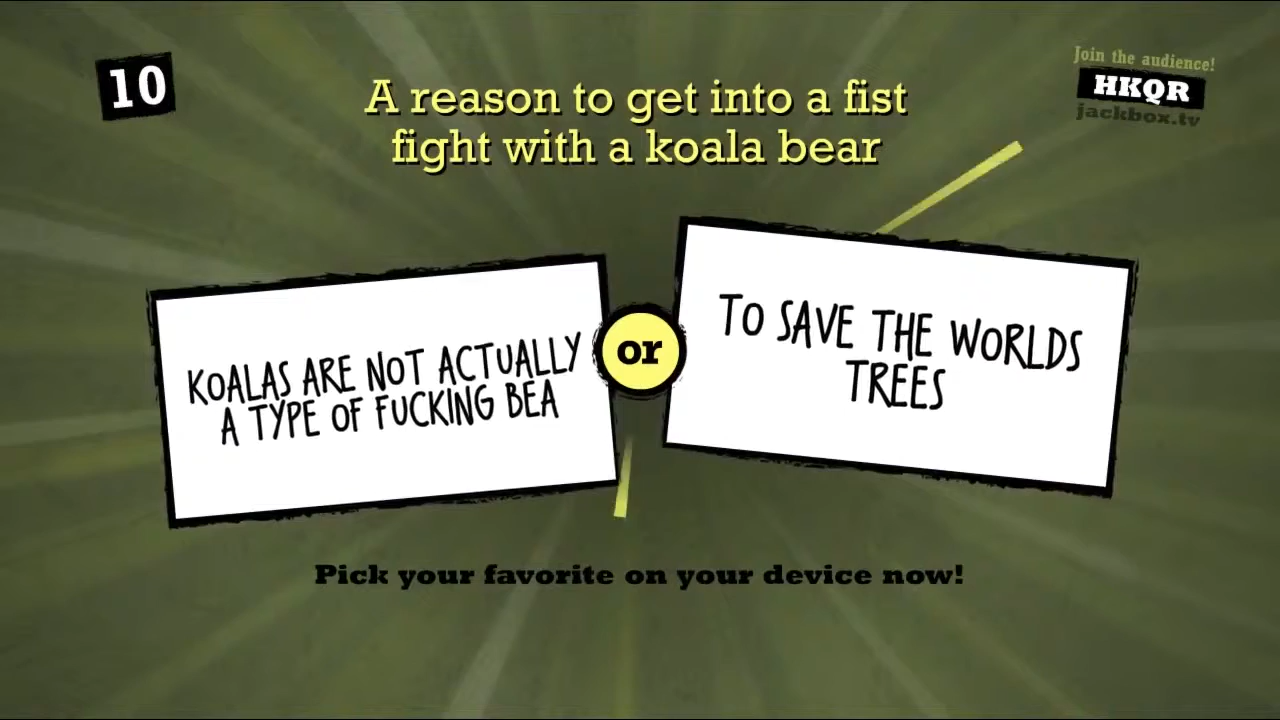 10
A reason to get into a fist
fight with a koala bear
Join the audience!
HKQR
jackbox.tv
KOALAS ARE NOT ACTUALLY
A TYPE OF FUCKING BEA
or
TO SAVE THE WORLDS
TREES
Pick your favorite on your device now!